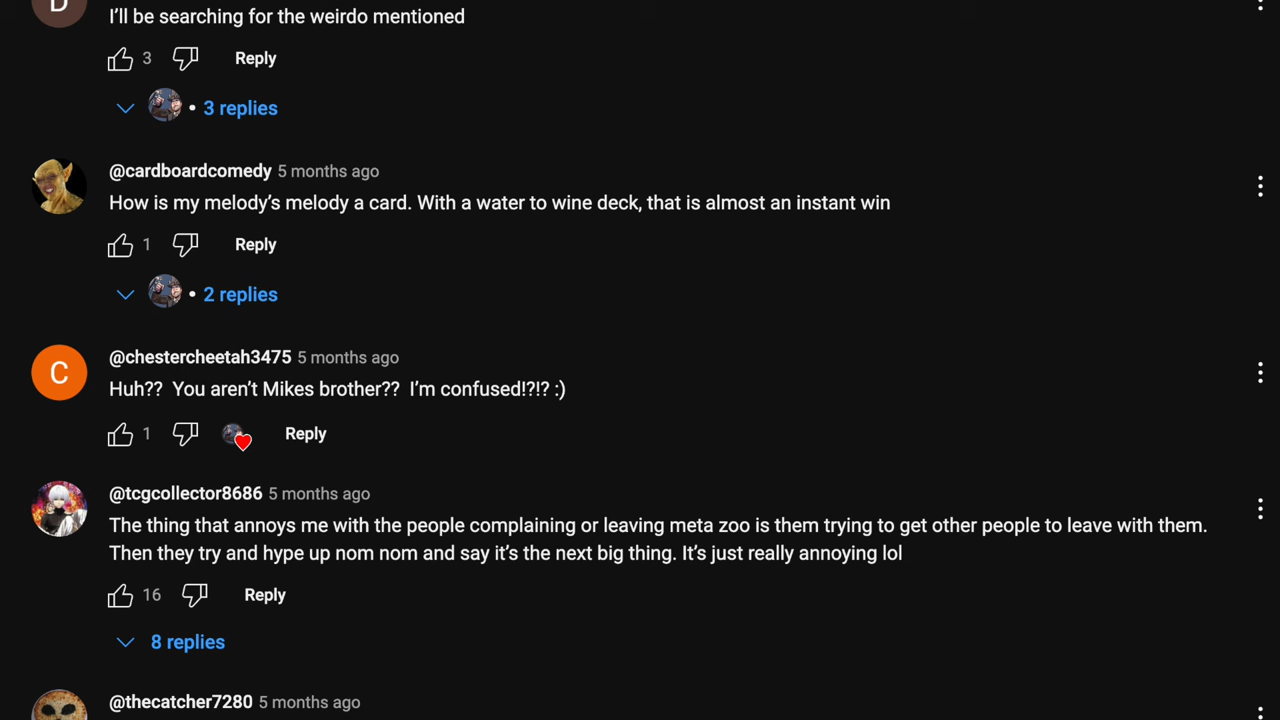 D
I'll be searching for the weirdo mentioned
3 Reply
• 3 replies
@cardboardcomedy 5 months ago
How is my melody's melody a card. With a water to wine deck, that is almost an instant win
1 Reply
• 2 replies
C
@chestercheetah3475 5 months ago
Huh?? You aren't Mikes brother?? I'm confused!?!? :)
1 Reply
@tcgcollector8686 5 months ago
The thing that annoys me with the people complaining or leaving meta zoo is them trying to get other people to leave with them.
Then they try and hype up nom nom and say it's the next big thing. It's just really annoying lol
16 Reply
8 replies
@thecatcher7280 5 months ago